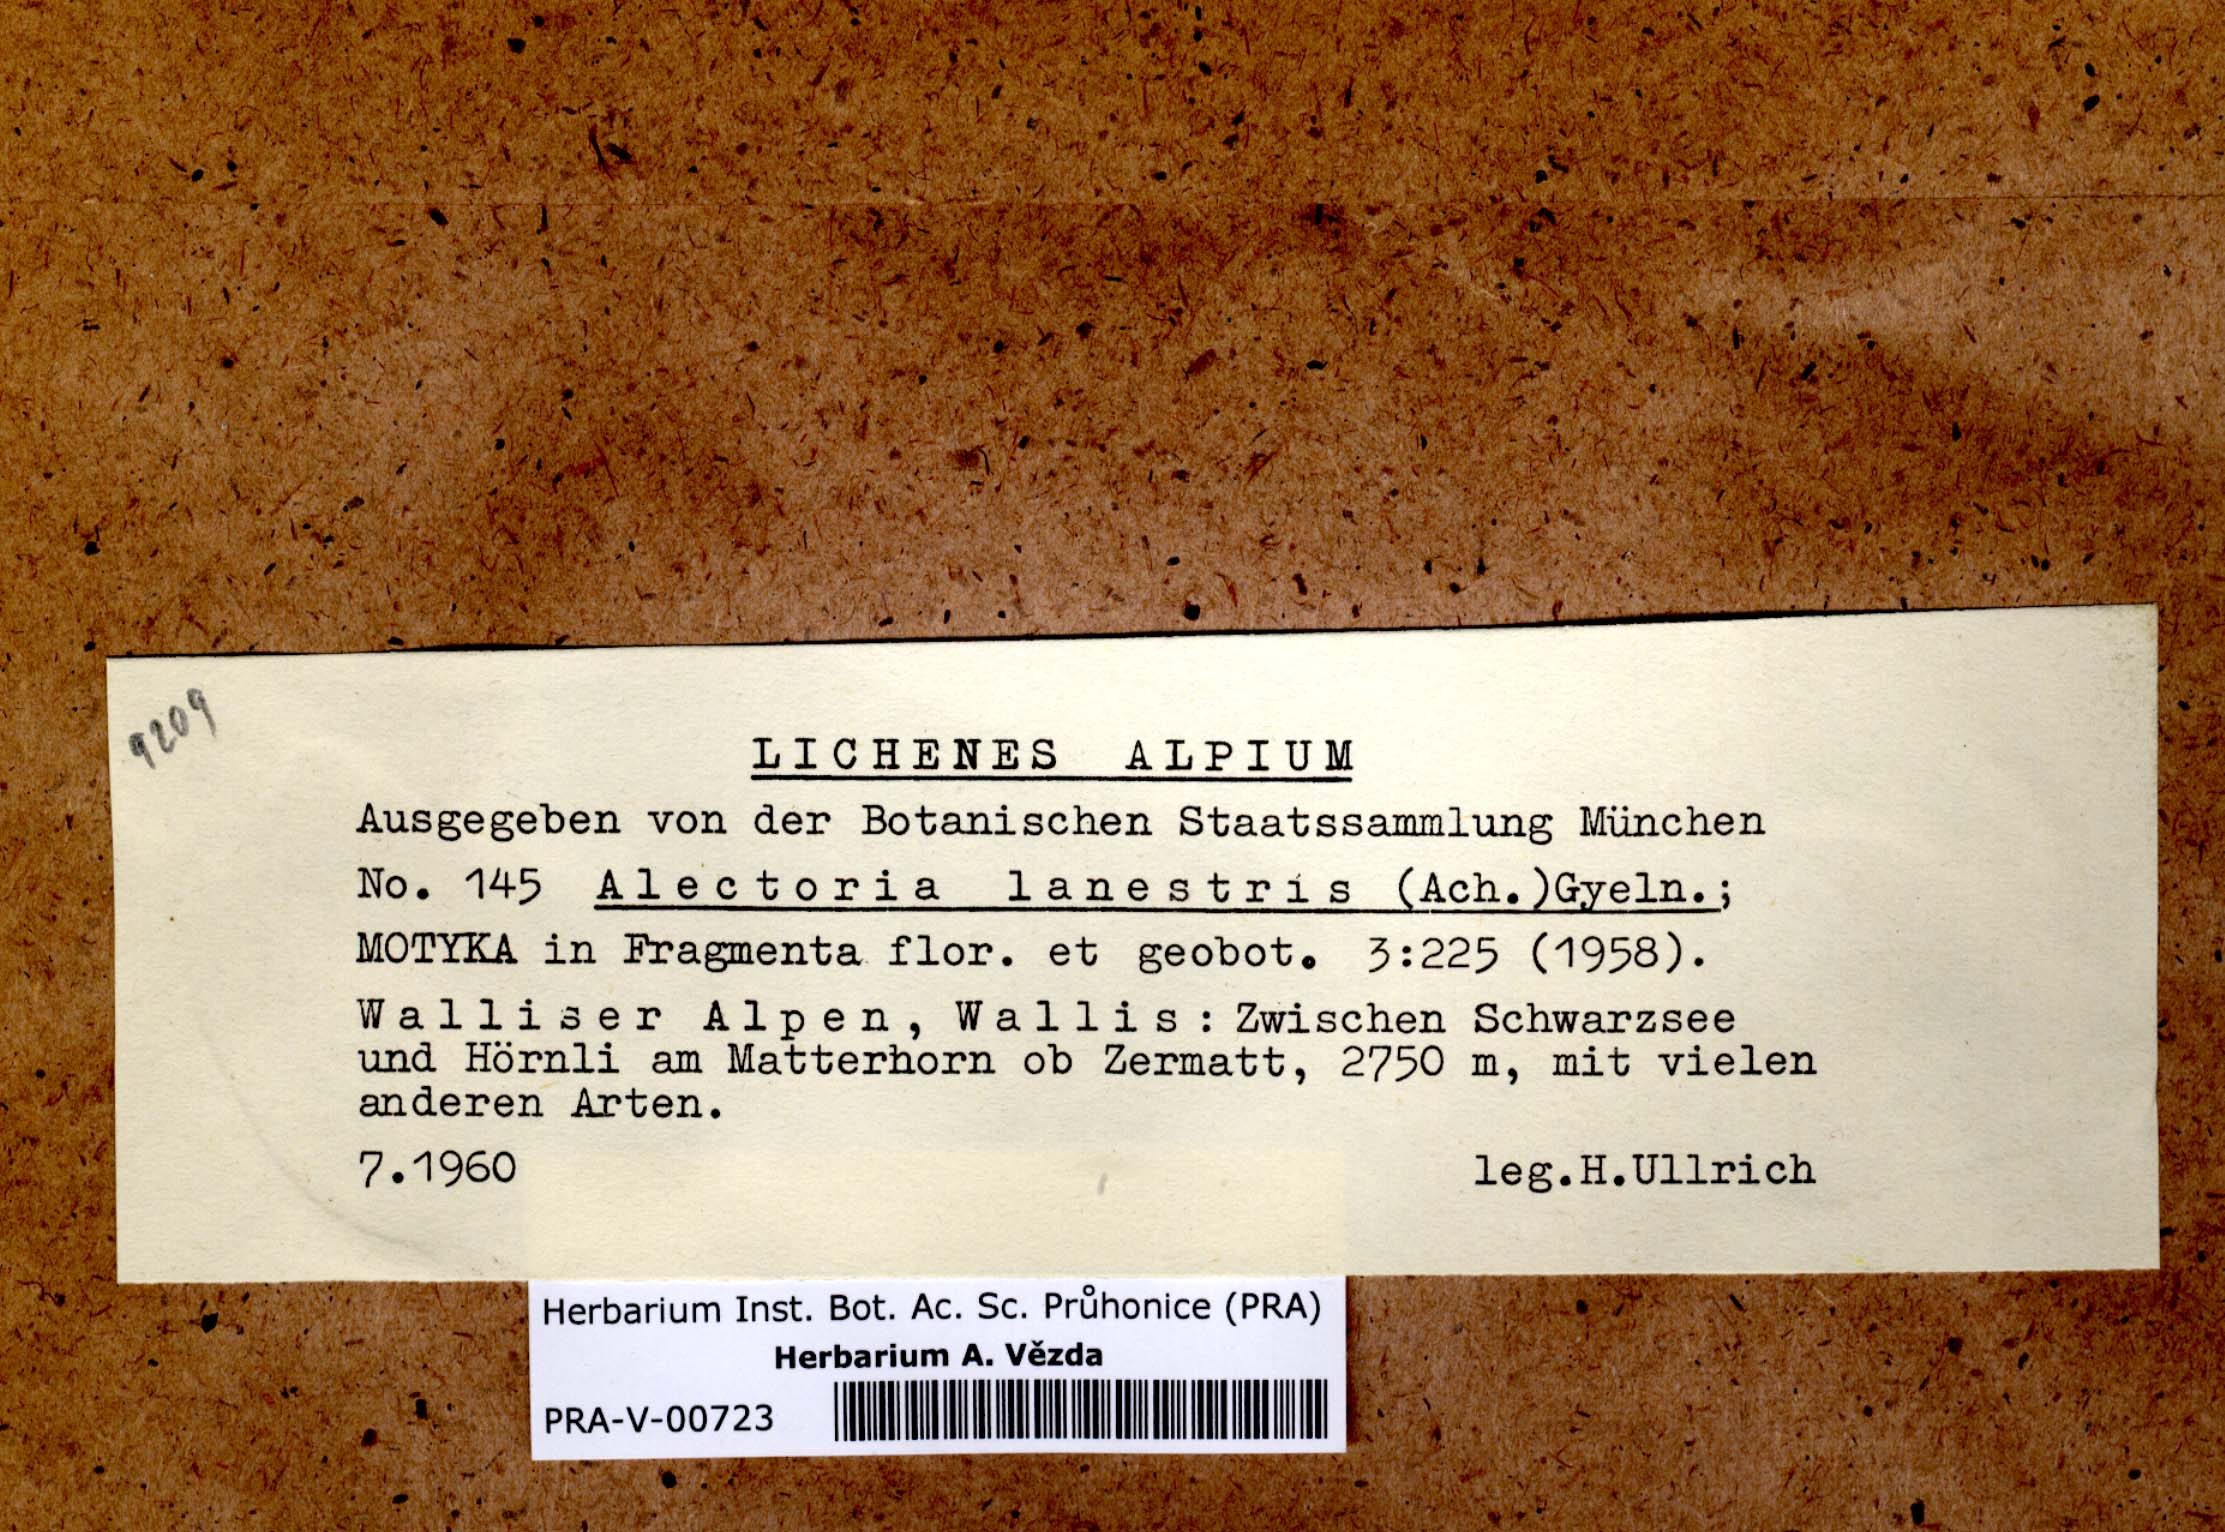 9209
LICHENES ALPIUM
Ausgegeben von der Botanischen Staatssammlung München
No. 145 Alectoria lanestris (Ach.)Gyeln.;
MOTYKA in Fragmenta flor. et geobot. 3:225 (1958).
Walliser Alpen, Wallis: Zwischen Schwarzsee
und Hörnli am Matterhorn ob Zermatt, 2750 m, mit vielen
anderen Arten.
7.1960 leg.H.Ullrich
Herbarium Inst. Bot. Ac. Sc. Průhonice (PRA)
Herbarium A. Vězda
PRA-V-00723